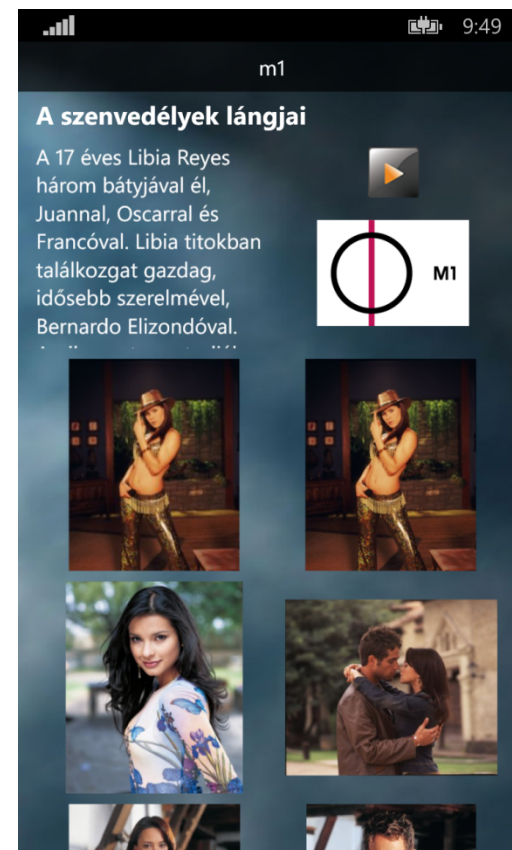 9:49
m1
A szenvedélyek lángjai
A 17 éves Libia Reyes
három bátyjával él,
Juannal, Oscarral és
Francóval. Libia titokban
találkozgat gazdag,
idősebb szerelmével,
Bernardo Elizondóval.
M1